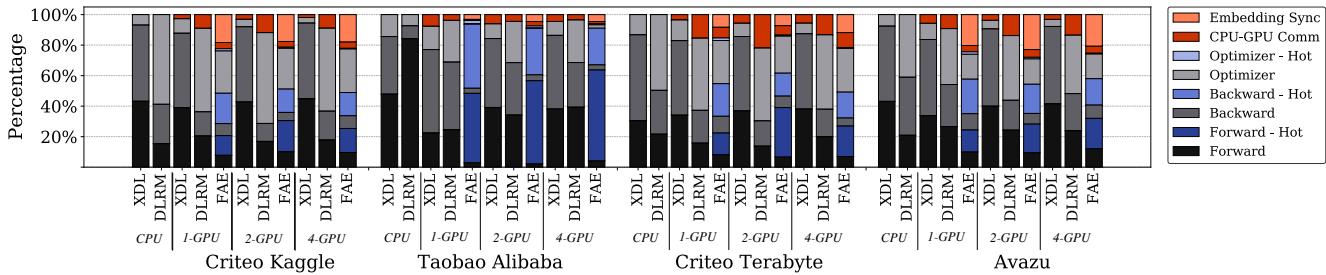 Percentage
80%
60%
40%
20%
100%
XDL DLRM XDL DLRM FAE XDL DLRM FAE XDL DLRM FAE XDL DLRM XDL DLRM FAE XDL DLRM FAE XDL DLRM FAE XDL DLRM XDL DLRM FAE XDL DLRM FAE XDL DLRM FAE XDL DLRM XDL DLRM FAE XDL DLRM FAE XDL DLRM FAE
CPU 1-GPU 2-GPU 4-GPU CPU 1-GPU 2-GPU 4-GPU CPU 1-GPU 2-GPU 4-GPU CPU 1-GPU 2-GPU 4-GPU
Criteo Kaggle Taobao Alibaba Criteo Terabyte Avazu
Embedding Sync
CPU-GPU Comm
Optimizer - Hot
Optimizer
Backward - Hot
Backward
Forward - Hot
Forward